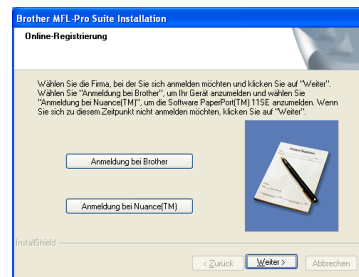 Brother MFL-Pro Suite Installation
Online-Registrierung
Wählen Sie die Firma, bei der Sie sich anmelden möchten und klicken Sie auf "Weiter".
Wählen Sie "Anmeldung bei Brother", um Ihr Gerät anzumelden und wählen Sie
"Anmeldung bei Nuance(TM)", um die Software PaperPort(TM) 11SE anzumelden. Wenn
Sie sich zu diesem Zeitpunkt nicht anmelden möchten, klicken Sie auf "Weiter".
Anmeldung bei Brother
Anmeldung bei Nuance(TM)
InstallShield
< Zurück
Weiter >
Abbrechen